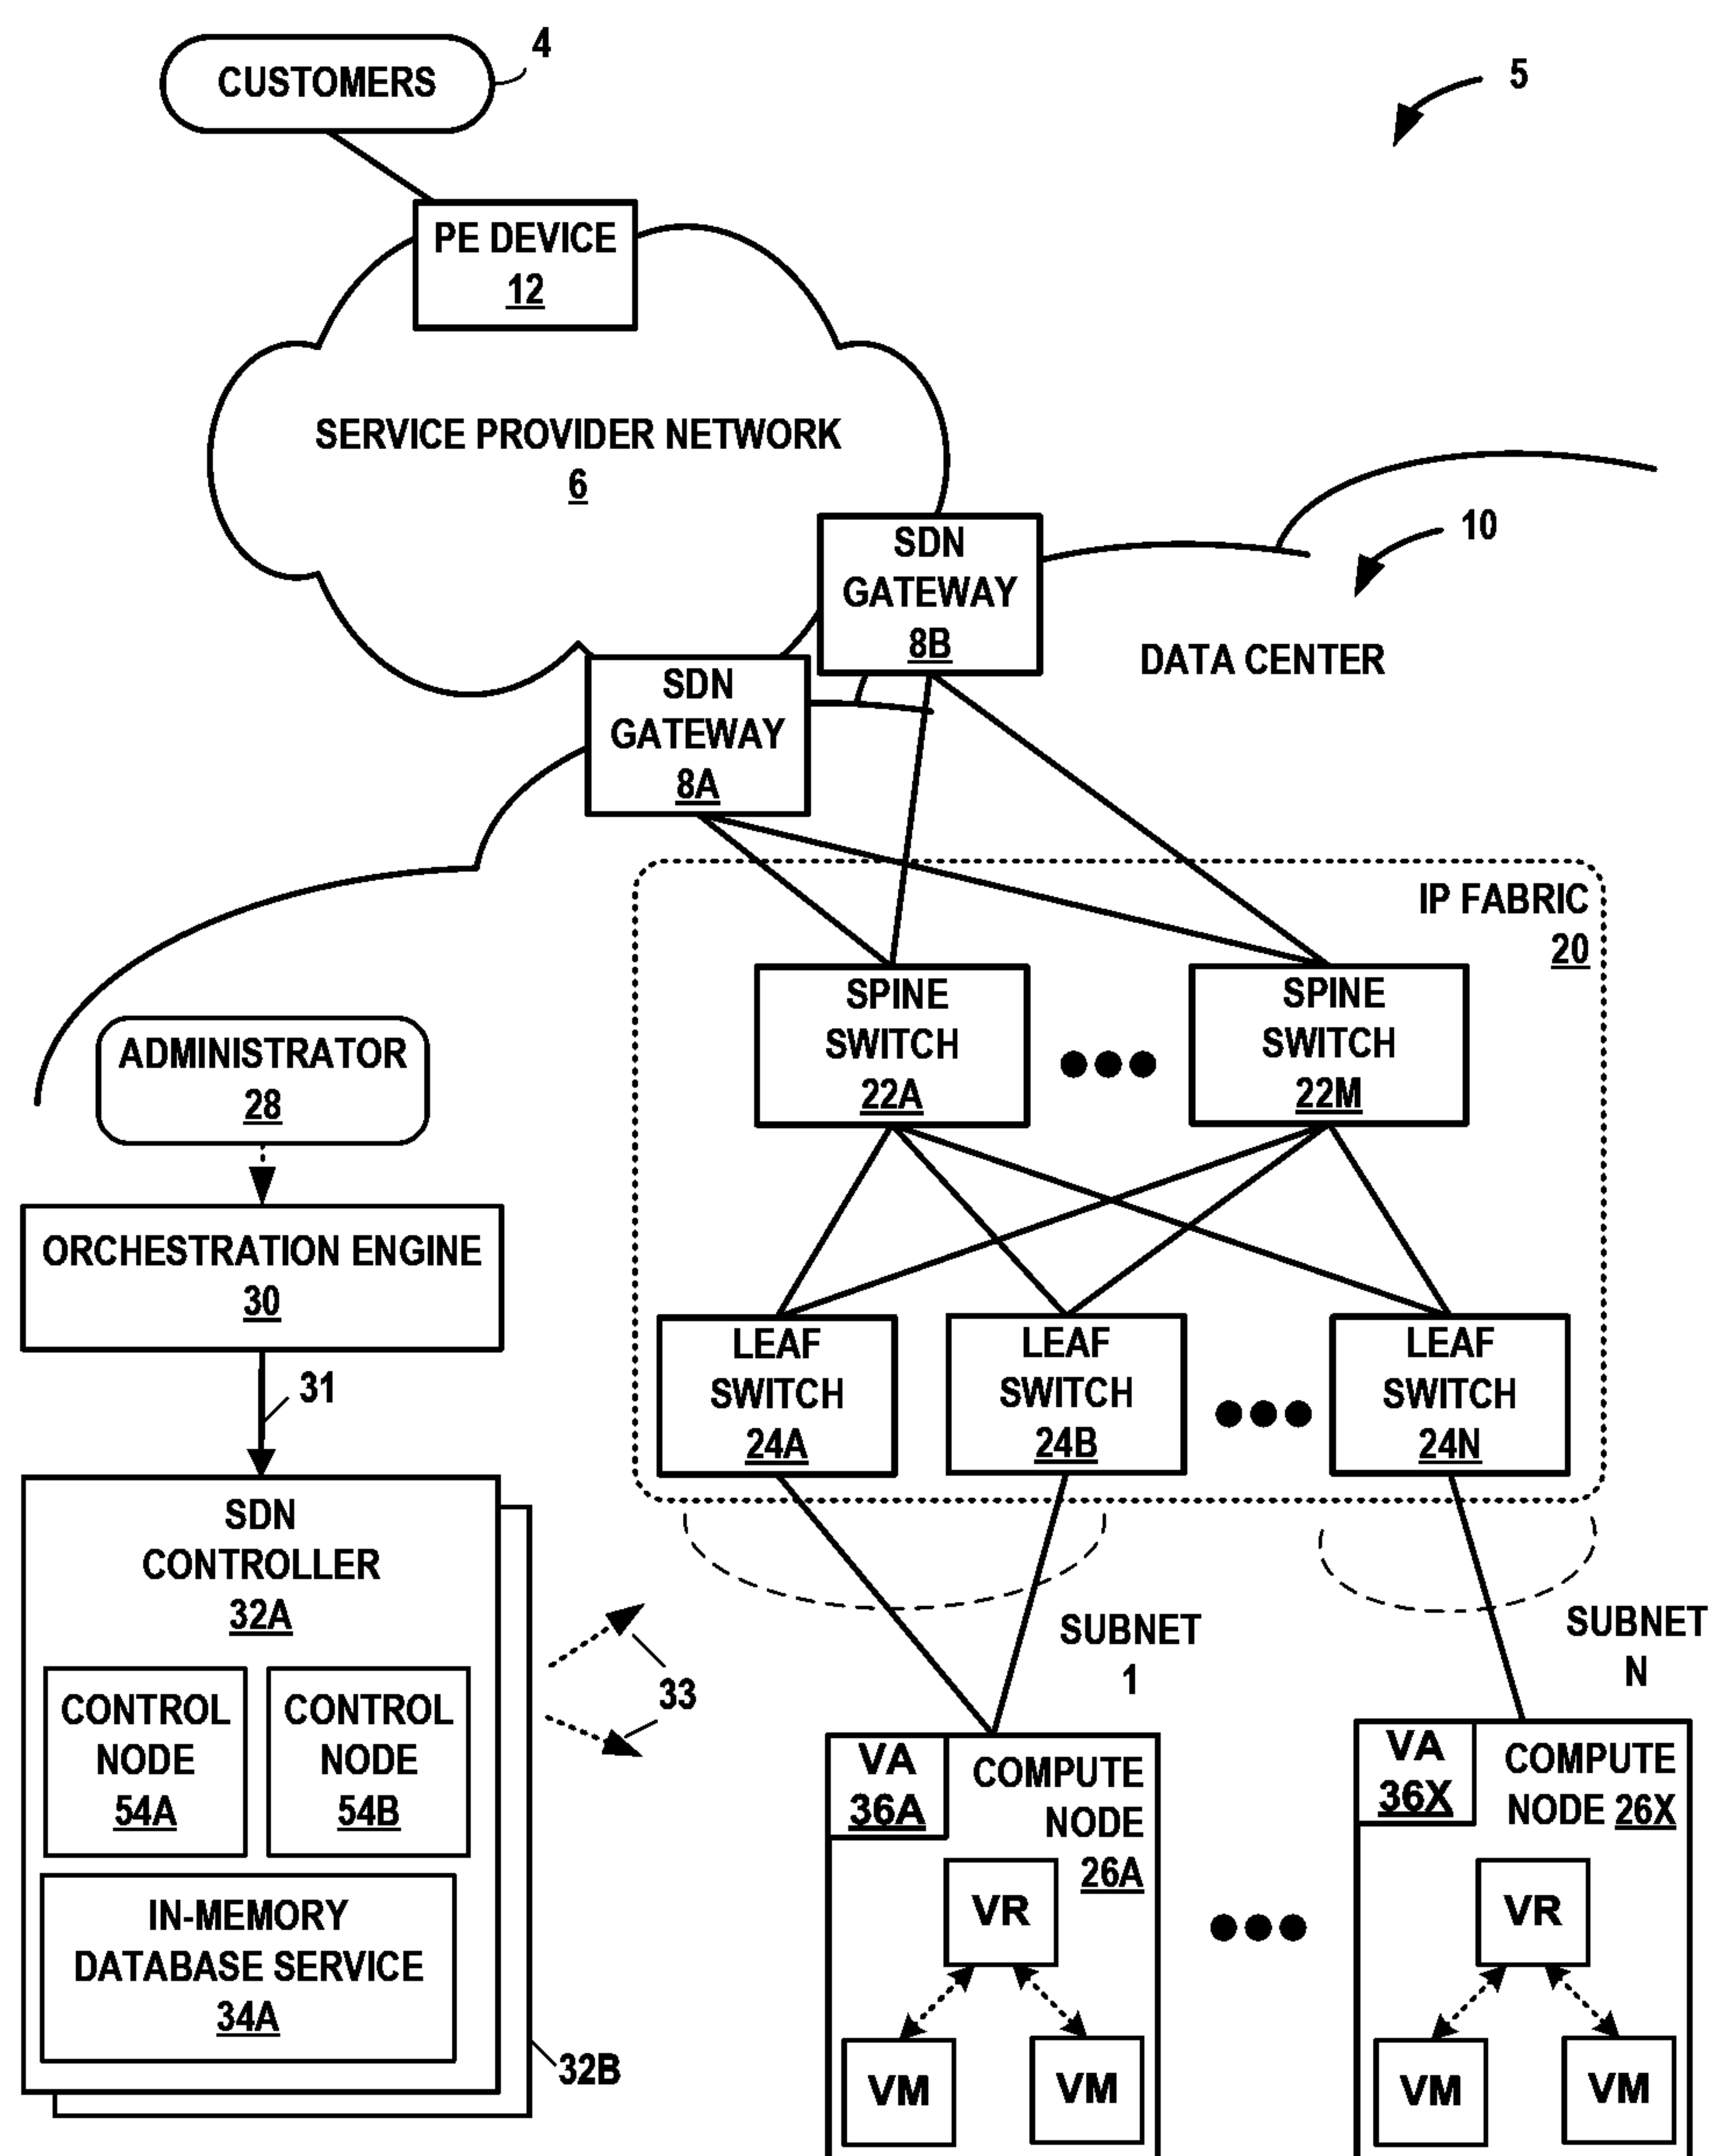 CUSTOMERS
4
5
PE DEVICE
12
SERVICE PROVIDER NETWORK
6
SDN
GATEWAY
8B
10
DATA CENTER
SDN
GATEWAY
8A
IP FABRIC
20
SPINE
SWITCH
22A
SPINE
SWITCH
22M
ADMINISTRATOR
28
ORCHESTRATION ENGINE
30
31
LEAF
SWITCH
24A
LEAF
SWITCH
24B
LEAF
SWITCH
24N
SDN
CONTROLLER
32A
CONTROL
NODE
54A
CONTROL
NODE
54B
IN-MEMORY
DATABASE SERVICE
34A
32B
33
SUBNET
1
SUBNET
N
VA
36A
COMPUTE
NODE
26A
VR
VM
VM
VA
36X
COMPUTE
NODE 26X
VR
VM
VM